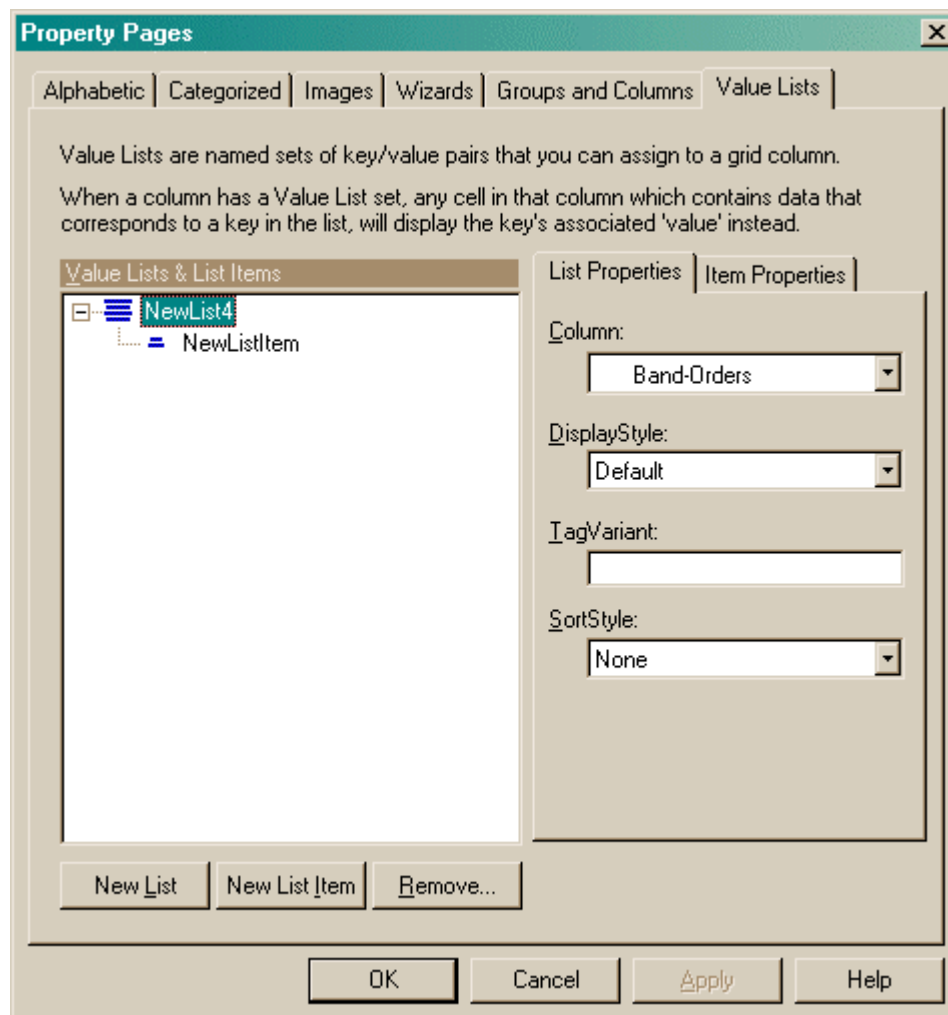 Property Pages
Alphabetic Categorized Images Wizards Groups and Columns Value Lists
Value Lists are named sets of key/value pairs that you can assign to a grid column.
When a column has a Value List set, any cell in that column which contains data that
corresponds to a key in the list, will display the key's associated 'value' instead.
Value Lists & List Items
NewList4
NewListItem
List Properties Item Properties
Column:
Band-Orders
DisplayStyle:
Default
TagVariant:
SortStyle:
None
New List New List Item Remove...
OK Cancel Apply Help